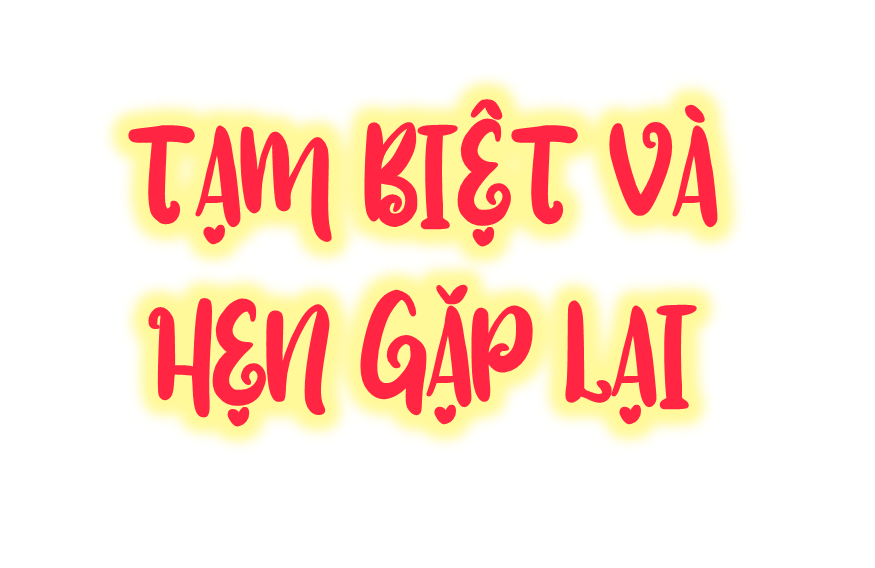 TẠM BIỆT VÀ
HẸN GẶP LẠI